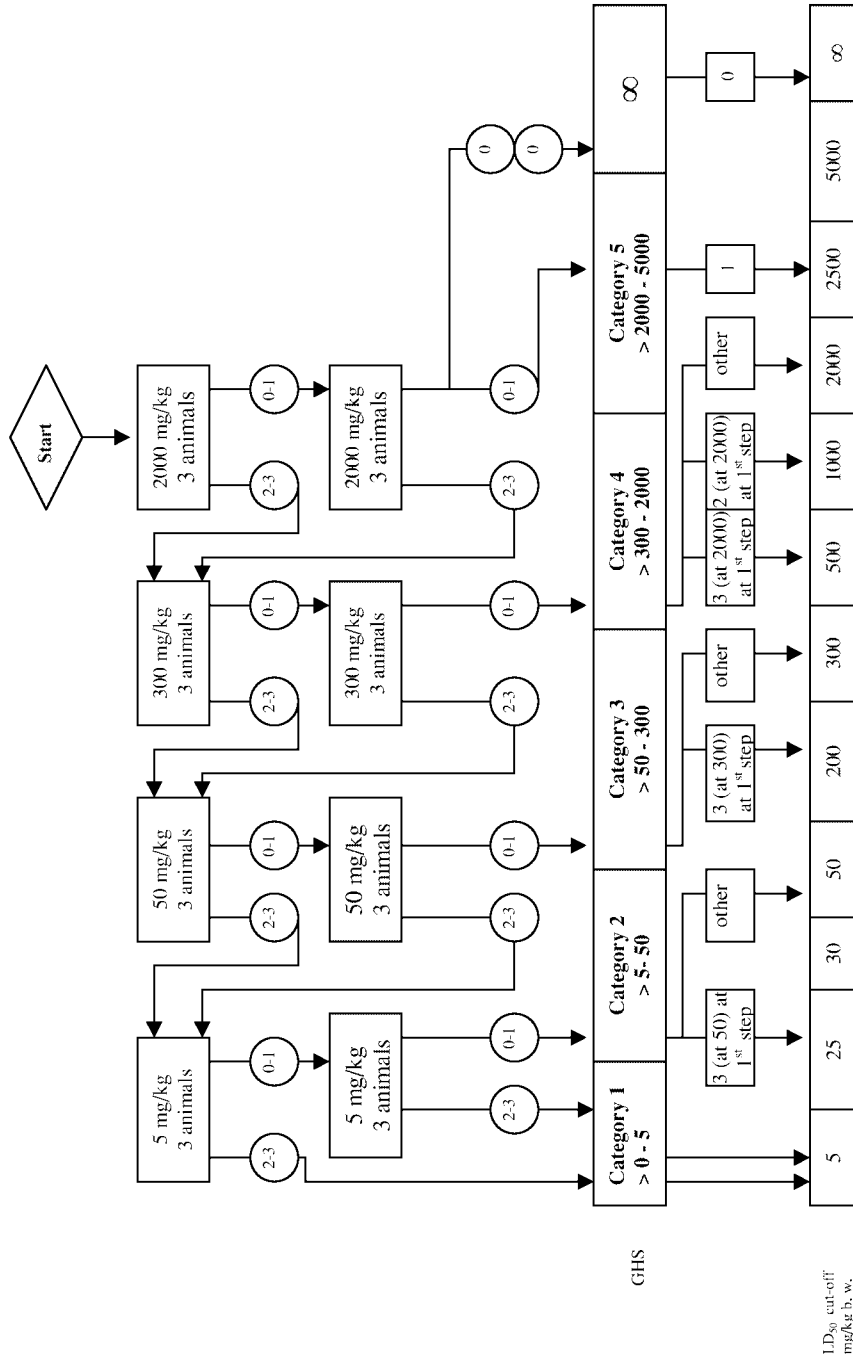 Start
5 mg/kg
3 animals
50 mg/kg
3 animals
300 mg/kg
3 animals
2000 mg/kg
3 animals
2-3
0-1
2-3
0-1
2-3
0-1
2-3
0-1
5 mg/kg
3 animals
50 mg/kg
3 animals
300 mg/kg
3 animals
2000 mg/kg
3 animals
2-3
0-1
2-3
0-1
2-3
0-1
2-3
0-1
0
0
GHS
Category 1
> 0 - 5
Category 2
> 5- 50
Category 3
> 50 - 300
Category 4
> 300 - 2000
Category 5
> 2000 - 5000
∞
3 (at 50) at
1st step
other
3 (at 300)
at 1st step
other
3 (at 2000)
at 1st step
2 (at 2000)
at 1st step
other
1
0
LD50 cut-off
mg/kg b. w.
5
25
30
50
200
300
500
1000
2000
2500
5000
∞